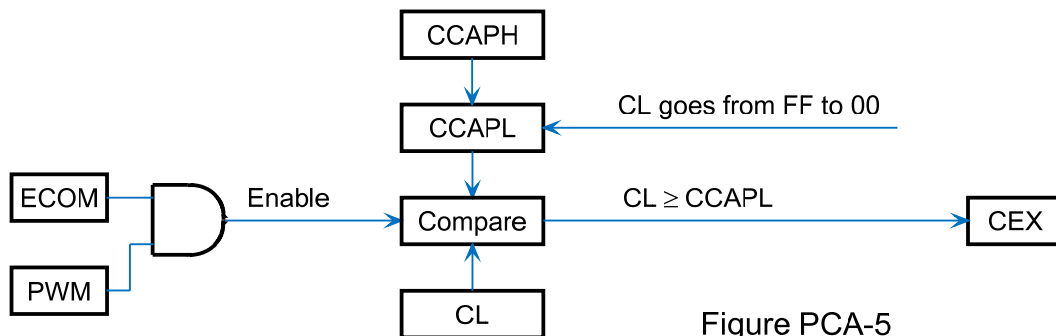 CCAPH
CL goes from FF to 00
CCAPL
ECOM
Enable
CL ≥ CCAPL
Compare
CEX
PWM
CL
Figure PCA-5